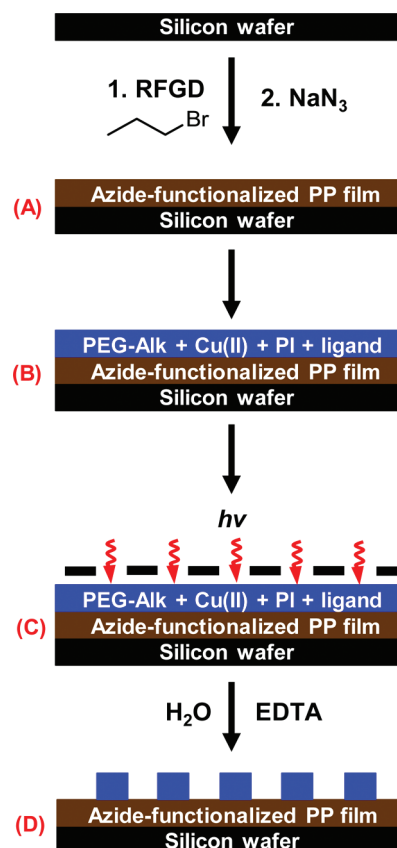 Silicon wafer
1. RFGD
2. NaN₃
Br
(A)
Azide-functionalized PP film
Silicon wafer
(B)
PEG-Alk + Cu(II) + PI + ligand
Azide-functionalized PP film
Silicon wafer
hv
(C)
PEG-Alk + Cu(II) + PI + ligand
Azide-functionalized PP film
Silicon wafer
H₂O EDTA
(D)
Azide-functionalized PP film
Silicon wafer